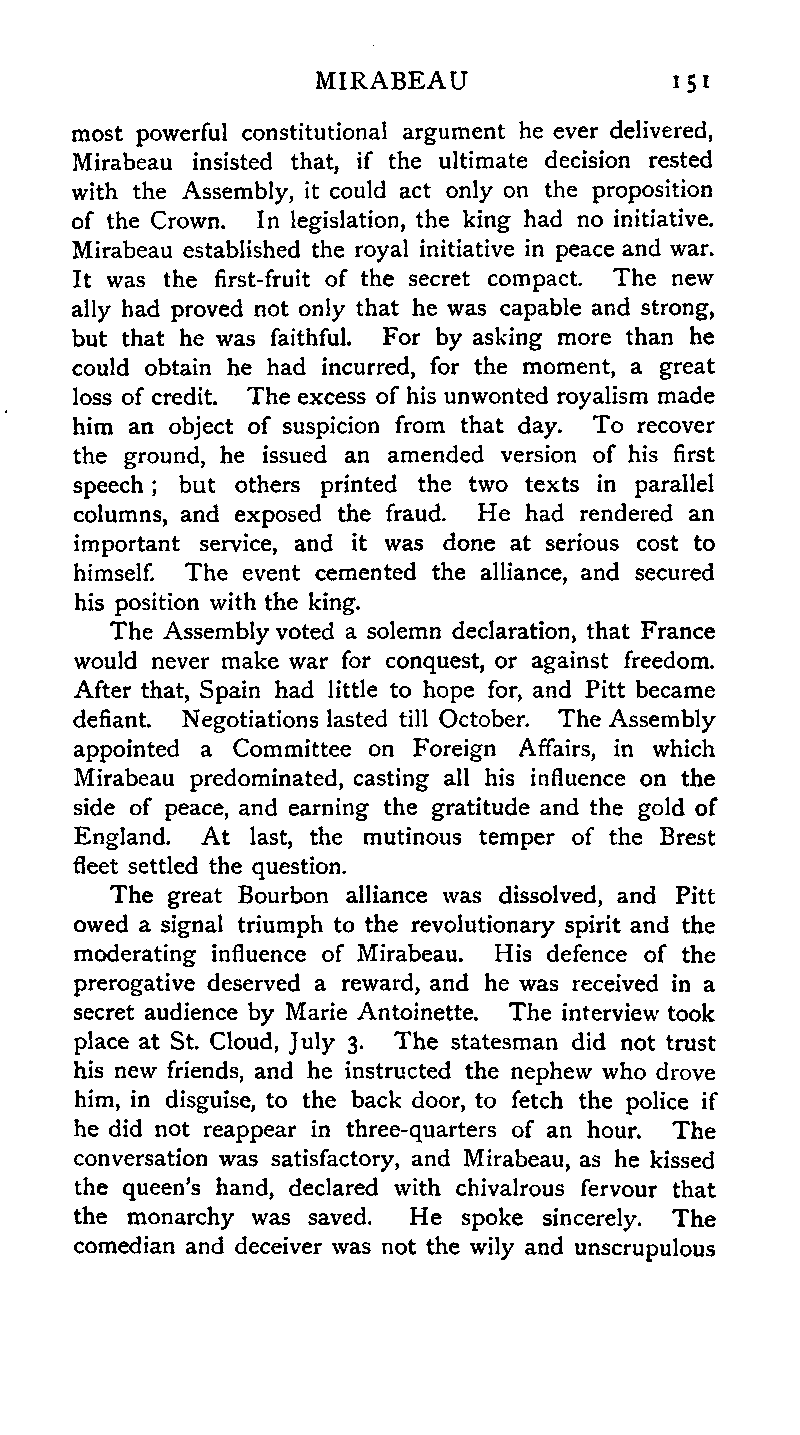 MIRABEAU 151
most powerful constitutional argument he ever delivered,
Mirabeau insisted that, if the ultimate decision rested
with the Assembly, it could act only on the proposition
of the Crown. In legislation, the king had no initiative.
Mirabeau established the royal initiative in peace and war.
It was the first-fruit of the secret compact. The new
ally had proved not only that he was capable and strong,
but that he was faithful. For by asking more than he
could obtain he had incurred, for the moment, a great
loss of credit. The excess of his unwonted royalism made
him an object of suspicion from that day. To recover
the ground, he issued an amended version of his first
speech ; but others printed the two texts in parallel
columns, and exposed the fraud. He had rendered an
important service, and it was done at serious cost to
himself. The event cemented the alliance, and secured
his position with the king.
The Assembly voted a solemn declaration, that France
would never make war for conquest, or against freedom.
After that, Spain had little to hope for, and Pitt became
defiant. Negotiations lasted till October. The Assembly
appointed a Committee on Foreign Affairs, in which
Mirabeau predominated, casting all his influence on the
side of peace, and earning the gratitude and the gold of
England. At last, the mutinous temper of the Brest
fleet settled the question.
The great Bourbon alliance was dissolved, and Pitt
owed a signal triumph to the revolutionary spirit and the
moderating influence of Mirabeau. His defence of the
prerogative deserved a reward, and he was received in a
secret audience by Marie Antoinette. The interview took
place at St. Cloud, July 3. The statesman did not trust
his new friends, and he instructed the nephew who drove
him, in disguise, to the back door, to fetch the police if
he did not reappear in three-quarters of an hour. The
conversation was satisfactory, and Mirabeau, as he kissed
the queen's hand, declared with chivalrous fervour that
the monarchy was saved. He spoke sincerely. The
comedian and deceiver was not the wily and unscrupulous